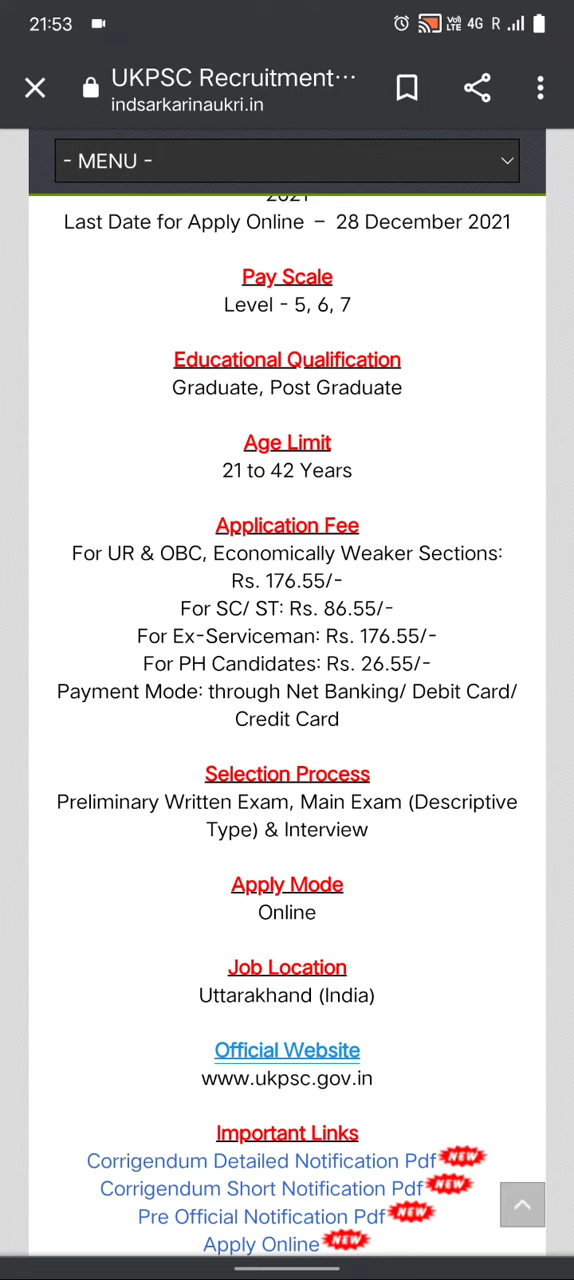 21:53
Vo) LTE 4G R
UKPSC Recruitment···
indsarkarinaukri.in
- MENU -
2021
Last Date for Apply Online – 28 December 2021
Pay Scale
Level - 5, 6, 7
Educational Qualification
Graduate, Post Graduate
Age Limit
21 to 42 Years
Application Fee
For UR & OBC, Economically Weaker Sections:
Rs. 176.55/-
For SC/ ST: Rs. 86.55/-
For Ex-Serviceman: Rs. 176.55/-
For PH Candidates: Rs. 26.55/-
Payment Mode: through Net Banking/ Debit Card/
Credit Card
Selection Process
Preliminary Written Exam, Main Exam (Descriptive
Type) & Interview
Apply Mode
Online
Job Location
Uttarakhand (India)
Official Website
www.ukpsc.gov.in
Important Links
Corrigendum Detailed Notification Pdf NEW
Corrigendum Short Notification Pdf NEW
Pre Official Notification Pdf NEW
Apply Online NEW